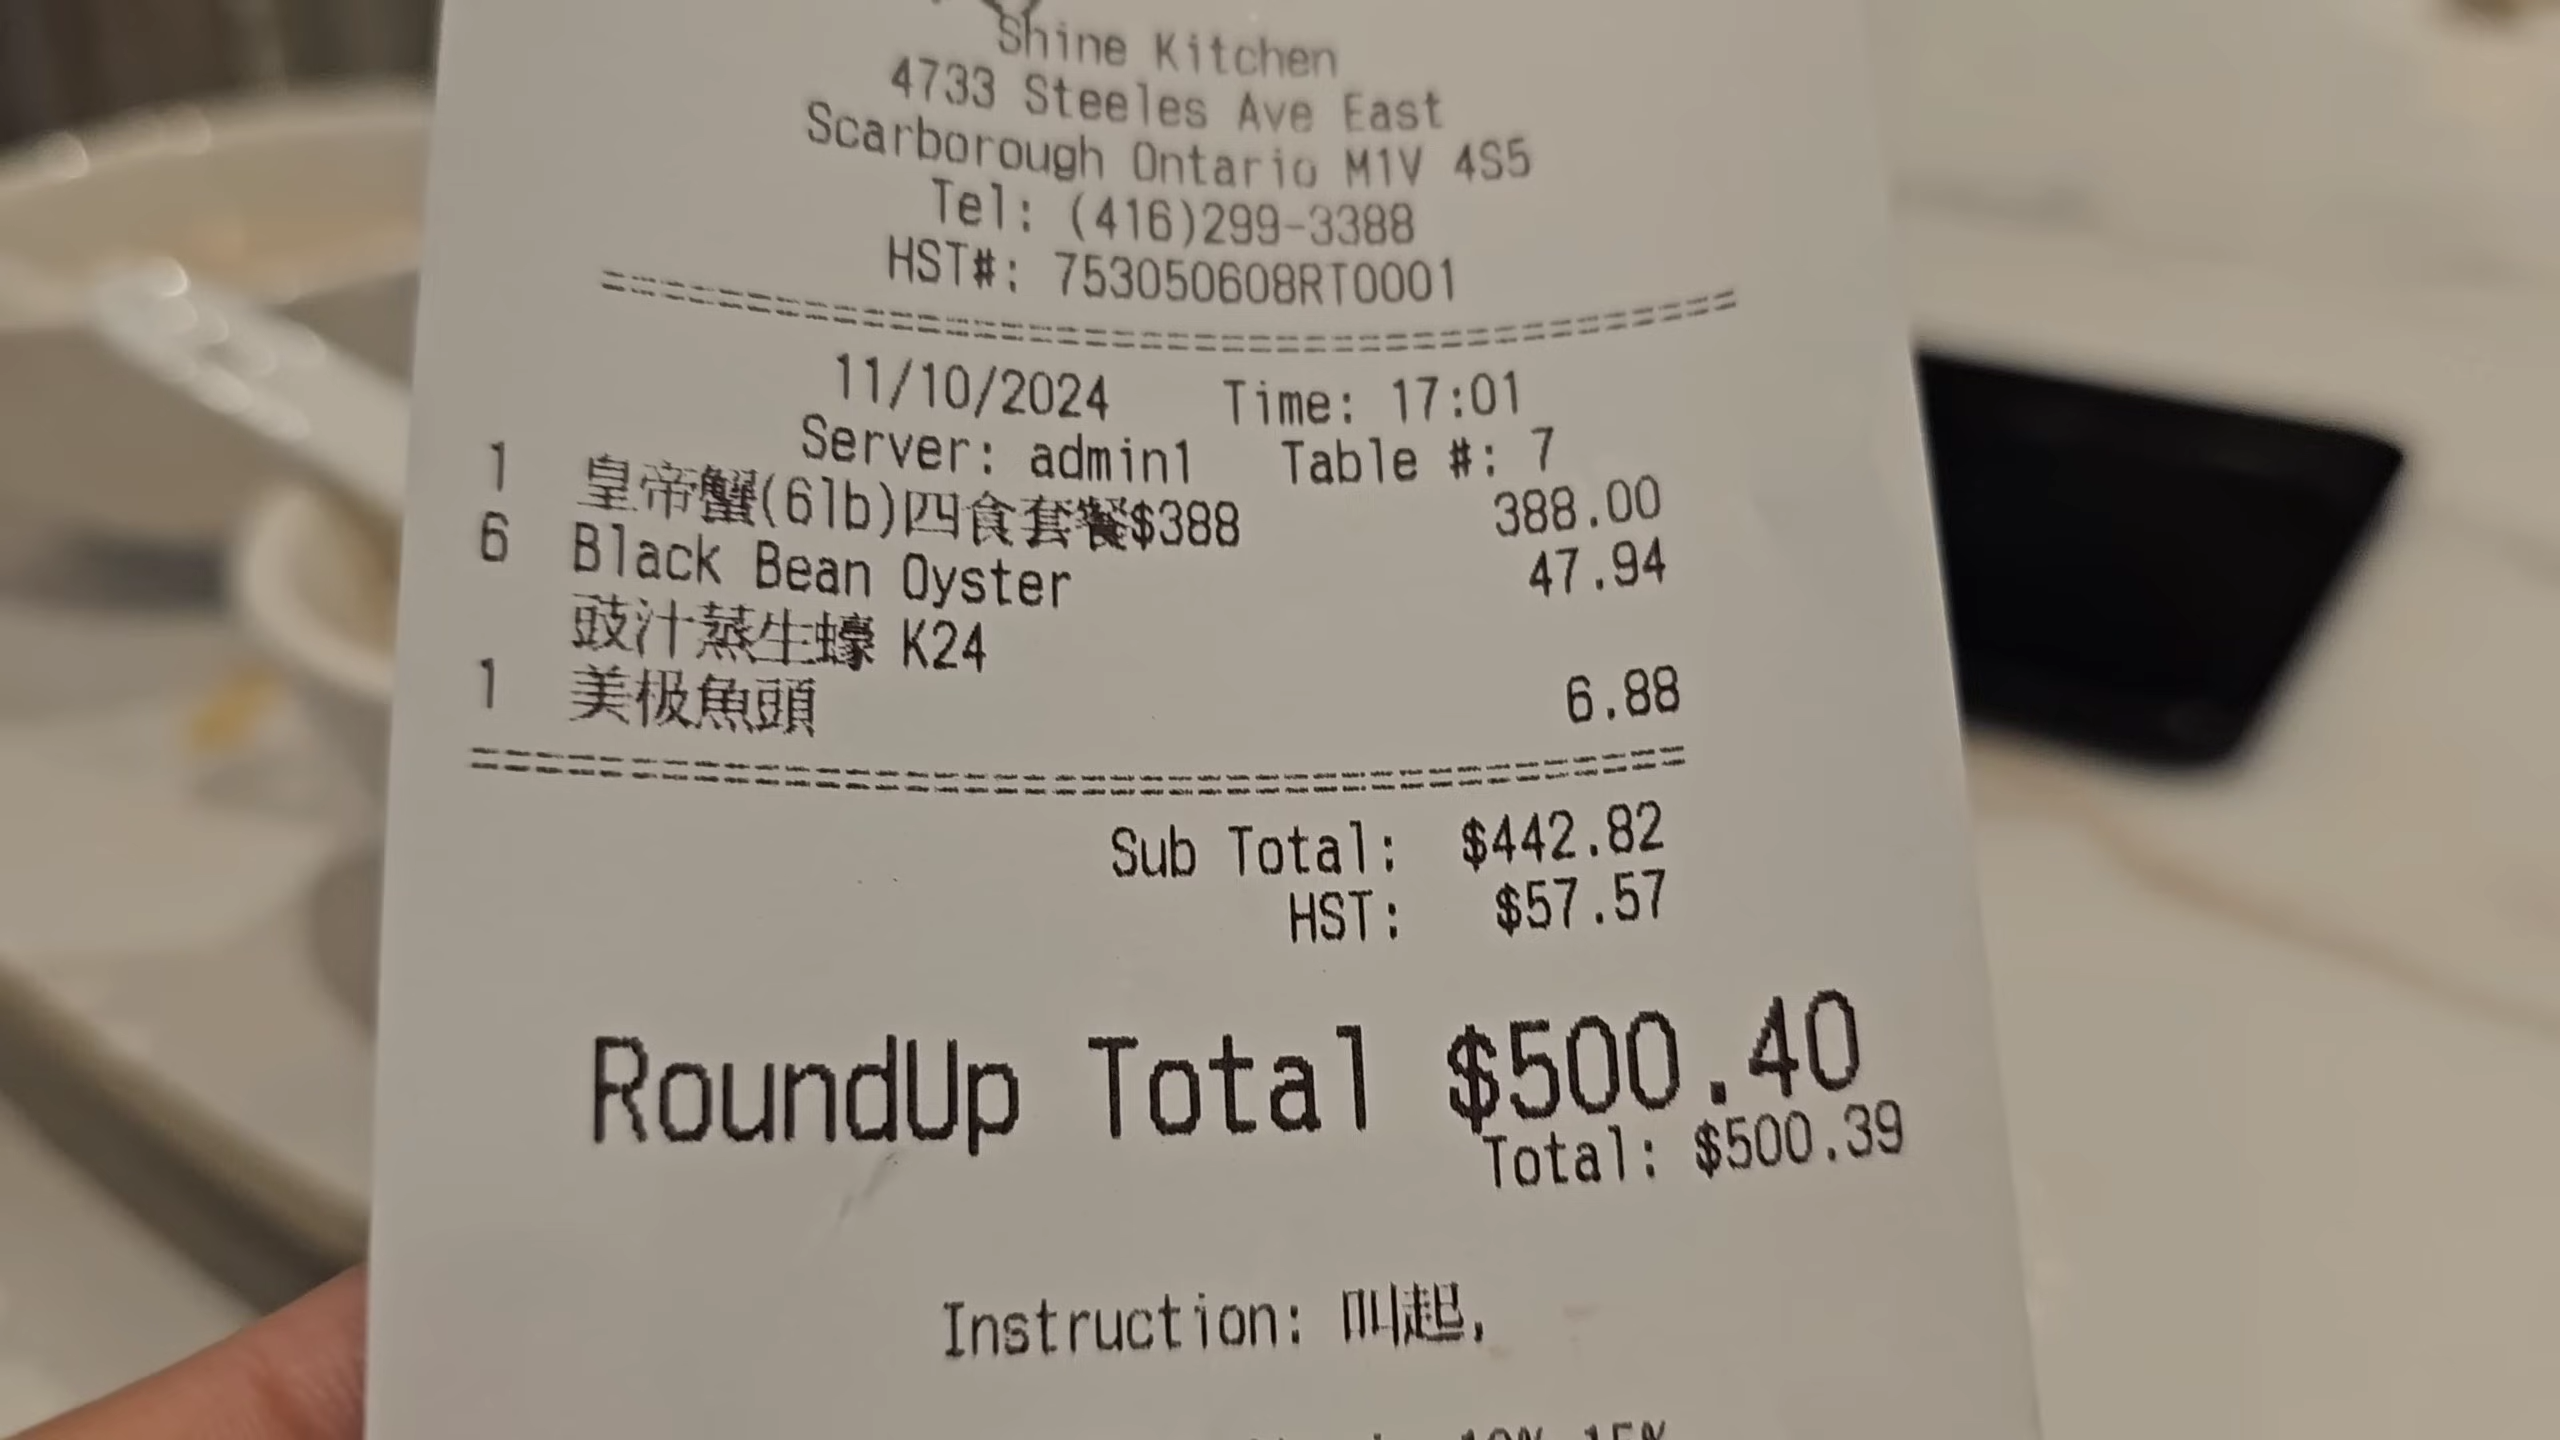 Shine Kitchen
4733 Steeles Ave East
Scarborough Ontario M1V 4S5
Tel: (416)299-3388
HST#: 753050608RT0001
11/10/2024 Time: 17:01
Server: admin1 Table #: 7
1 皇帝蟹(6lb)四食套餐$388 388.00
6 Black Bean Oyster 47.94
豉汁蒸生蠔 K24
1 美极魚頭 6.88
Sub Total: $442.82
HST: $57.57
RoundUp Total $500.40
Total: $500.39
Instruction: 叫起,